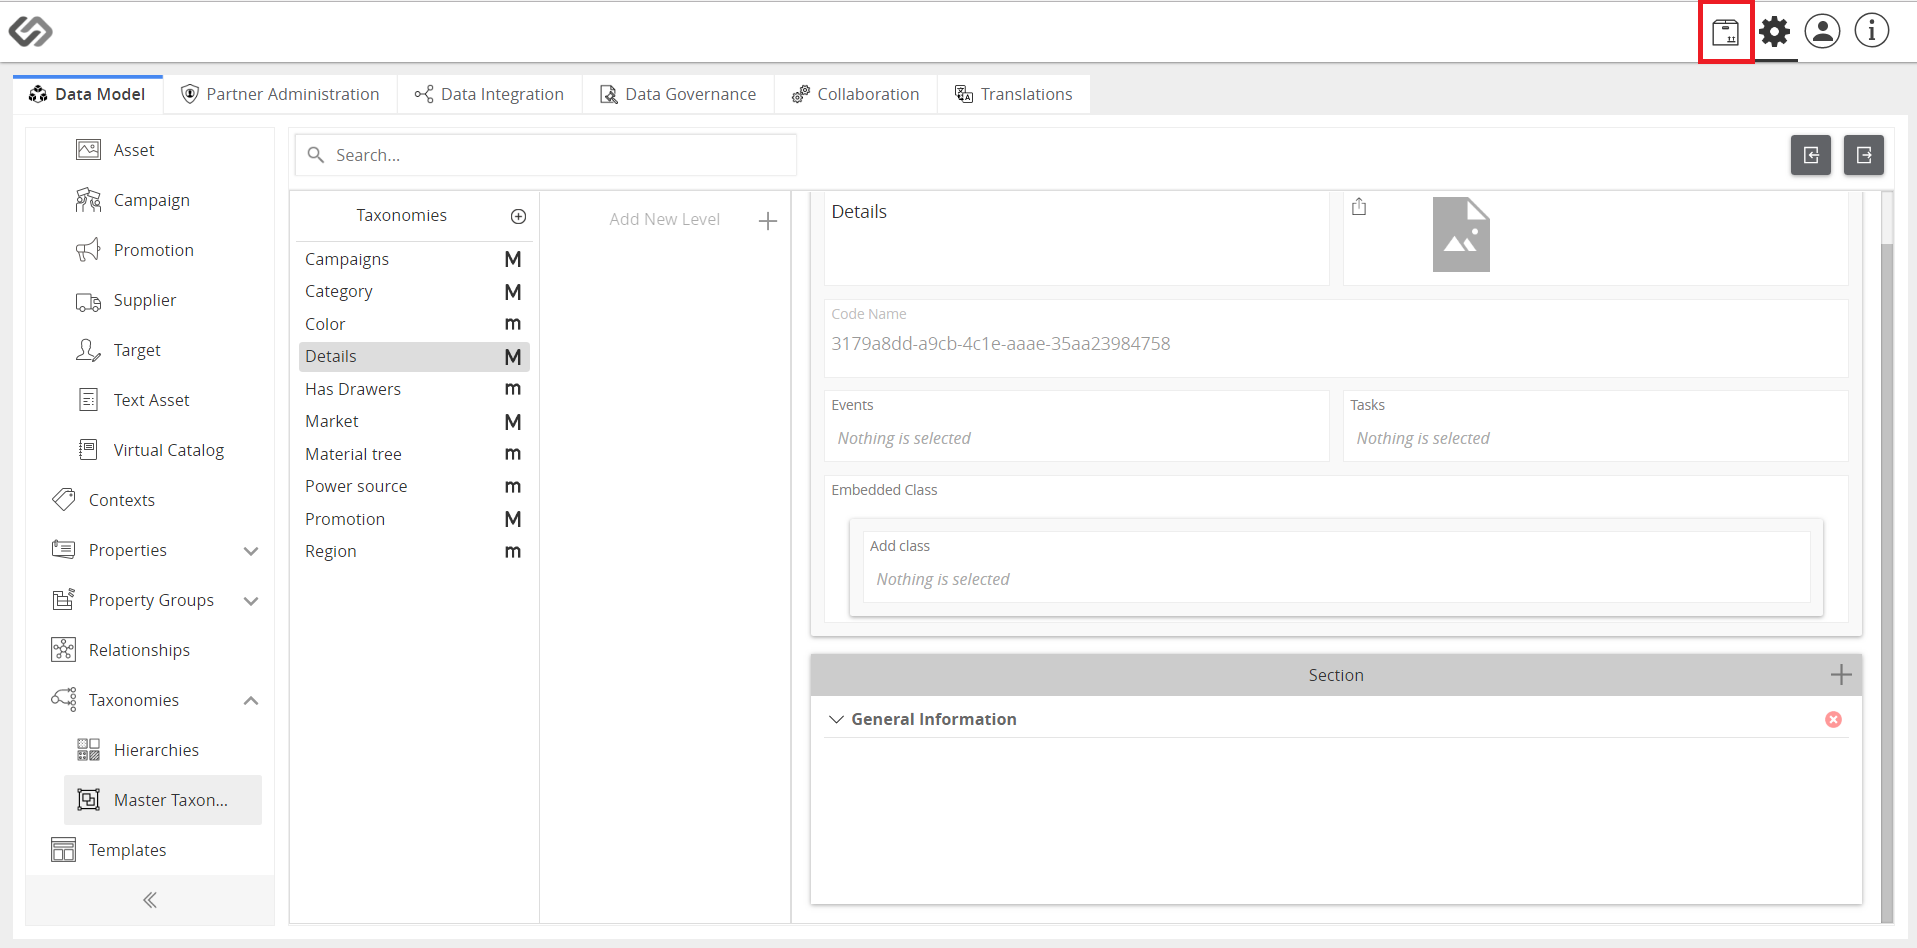 Data Model
Partner Administration
Data Integration
Data Governance
Collaboration
Translations
Asset
Campaign
Promotion
Supplier
Target
Text Asset
Virtual Catalog
Contexts
Properties
Property Groups
Relationships
Taxonomies
Hierarchies
Master Taxon...
Templates
Search...
Taxonomies
Campaigns M
Category M
Color m
Details M
Has Drawers m
Market M
Material tree m
Power source m
Promotion M
Region m
Add New Level
Details
Code Name
3179a8dd-a9cb-4c1e-aaae-35aa23984758
Events
Nothing is selected
Tasks
Nothing is selected
Embedded Class
Add class
Nothing is selected
Section
General Information